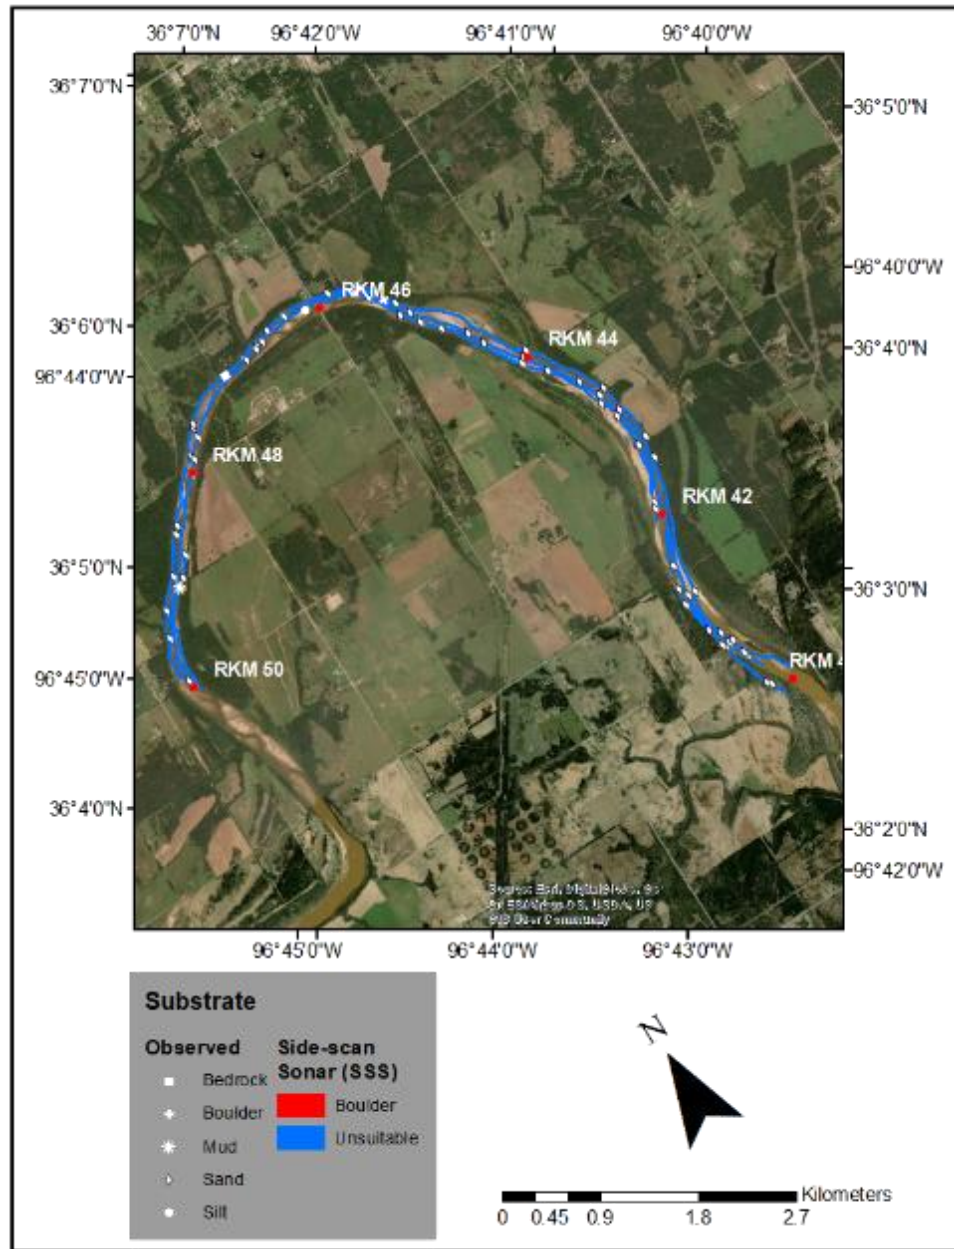 36°7'0"N 96°42'0"W 96°41'0"W 96°40'0"W
36°7'0"N
36°5'0"N
96°40'0"W
RKM 46
36°6'0"N
RKM 44
36°4'0"N
96°44'0"W
RKM 48
RKM 42
36°5'0"N
36°3'0"N
RKM 50
RKM 4
96°45'0"W
36°4'0"N
36°2'0"N
96°42'0"W
96°45'0"W 96°44'0"W 96°43'0"W
Substrate
Observed
Bedrock
Boulder
Mud
Sand
Silt
Side-scan
Sonar (SSS)
Boulder
Unsuitable
N
Kilometers
0 0.45 0.9 1.8 2.7